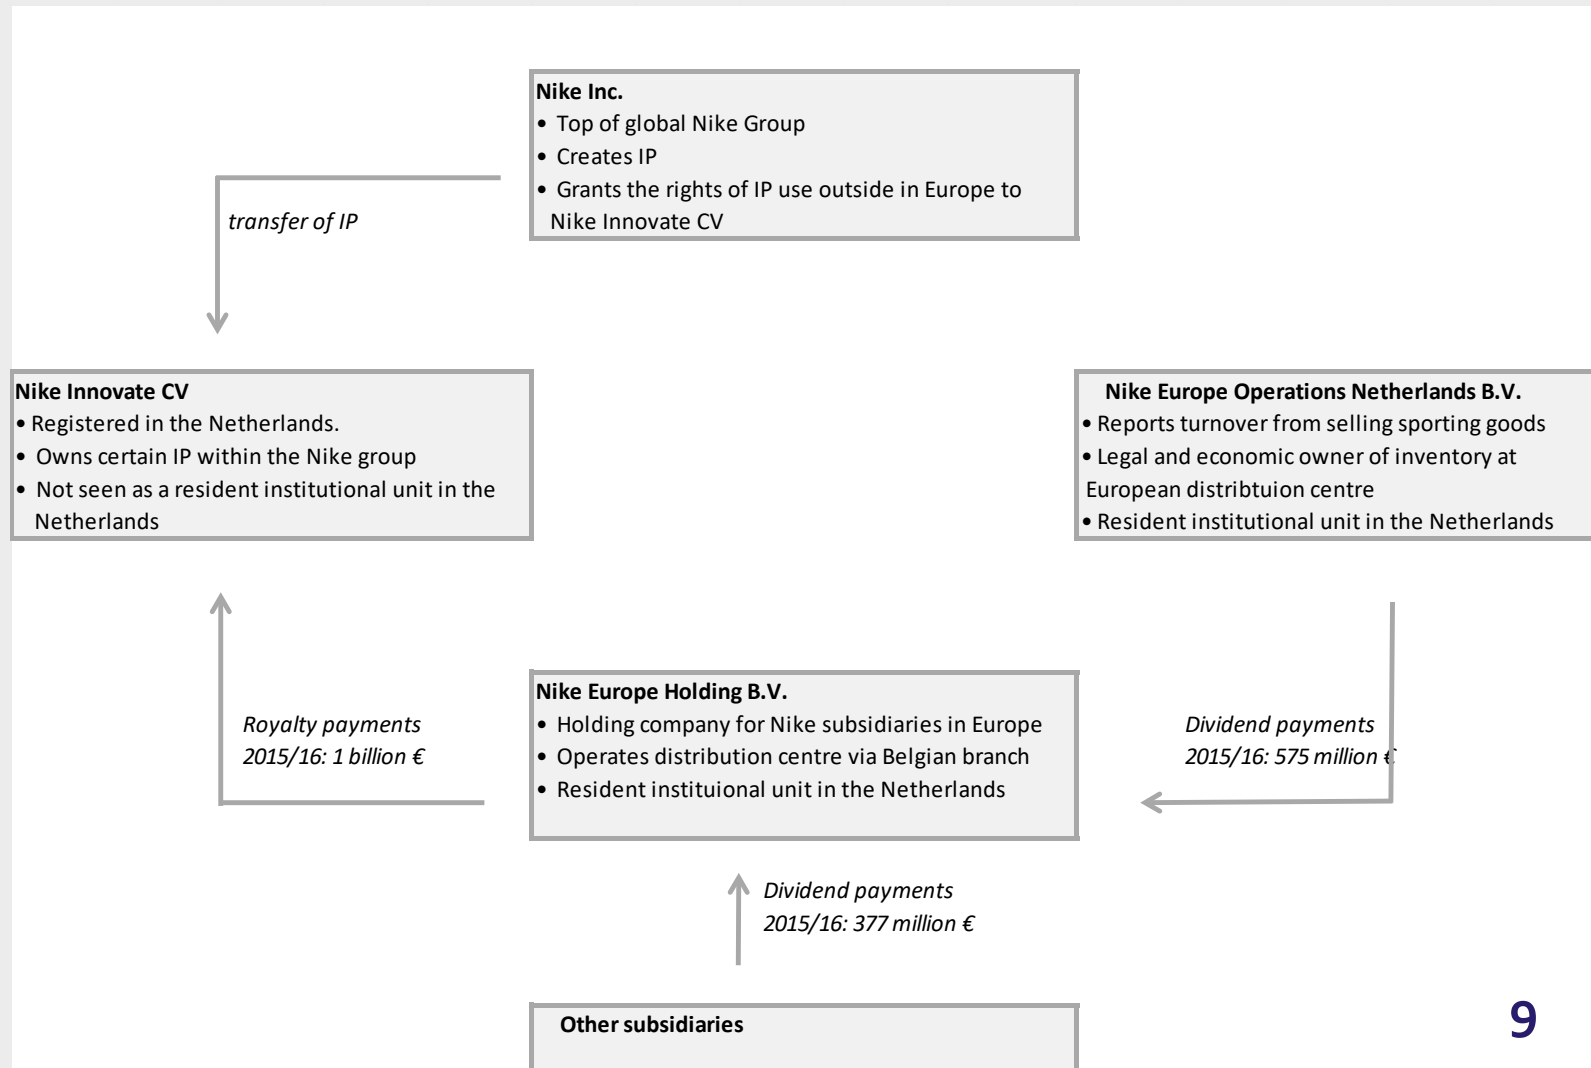 Nike Inc.
• Top of global Nike Group
• Creates IP
• Grants the rights of IP use outside in Europe to
Nike Innovate CV
transfer of IP
Nike Innovate CV
• Registered in the Netherlands.
• Owns certain IP within the Nike group
• Not seen as a resident institutional unit in the
Netherlands
Nike Europe Operations Netherlands B.V.
• Reports turnover from selling sporting goods
• Legal and economic owner of inventory at
European distribtuion centre
• Resident institutional unit in the Netherlands
Nike Europe Holding B.V.
• Holding company for Nike subsidiaries in Europe
• Operates distribution centre via Belgian branch
• Resident instituional unit in the Netherlands
Royalty payments
2015/16: 1 billion €
Dividend payments
2015/16: 575 million €
Dividend payments
2015/16: 377 million €
Other subsidiaries
9